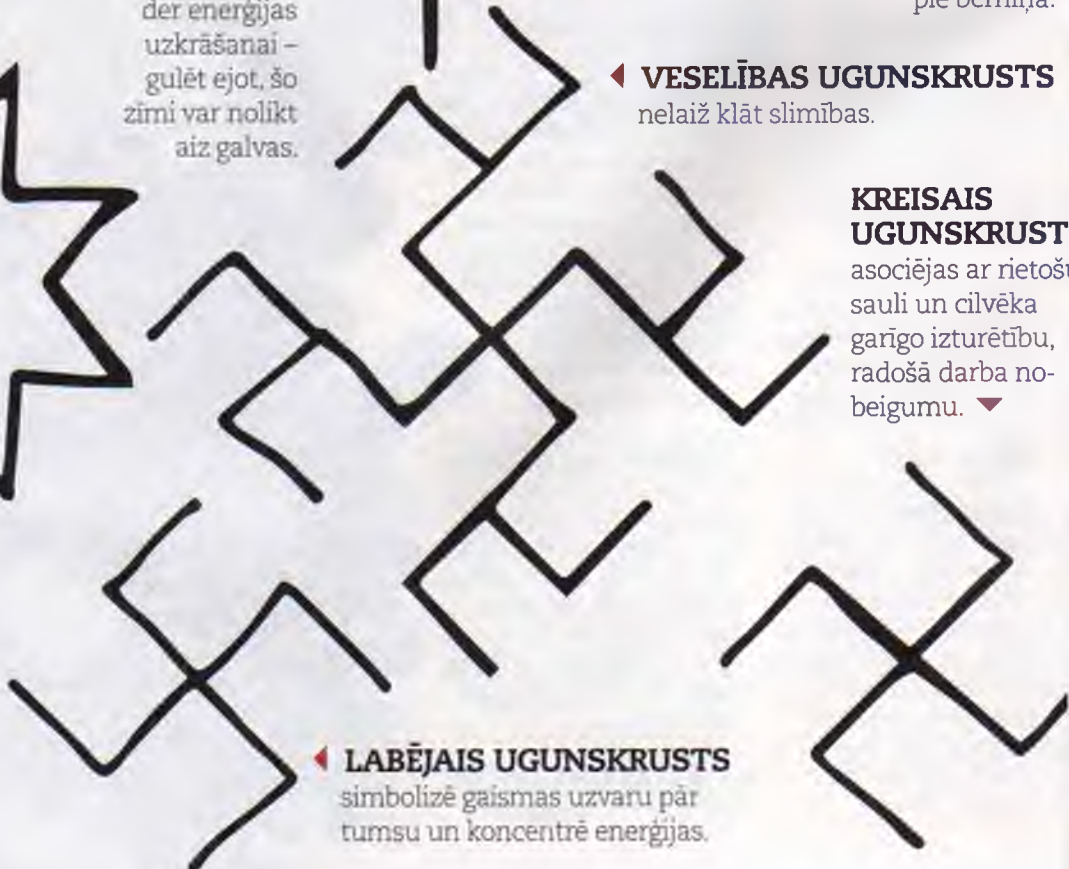 der enerģijas
uzkrāšanai –
gulēt ejot, šo
zīmi var nolikt
aiz galvas.
pie bērniņa.
VESELĪBAS UGUNSKRUSTS
nelaiž klāt slimības.
KREISAIS
UGUNSKRUST
asociējas ar rietošu
sauli un cilvēka
garīgo izturētību,
radošā darba no-
beigumu.
LABĒJAIS UGUNSKRUSTS
simbolizē gaismas uzvaru pār
tumsu un koncentrē enerģijas.